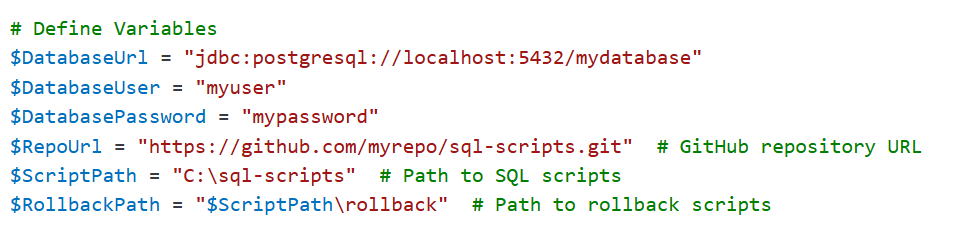 # Define Variables
$DatabaseUrl = "jdbc:postgresql://localhost:5432/mydatabase"
$DatabaseUser = "myuser"
$DatabasePassword = "mypassword"
$RepoUrl = "https://github.com/myrepo/sql-scripts.git"  # GitHub repository URL
$ScriptPath = "C:\sql-scripts"  # Path to SQL scripts
$RollbackPath = "$ScriptPath\rollback"  # Path to rollback scripts